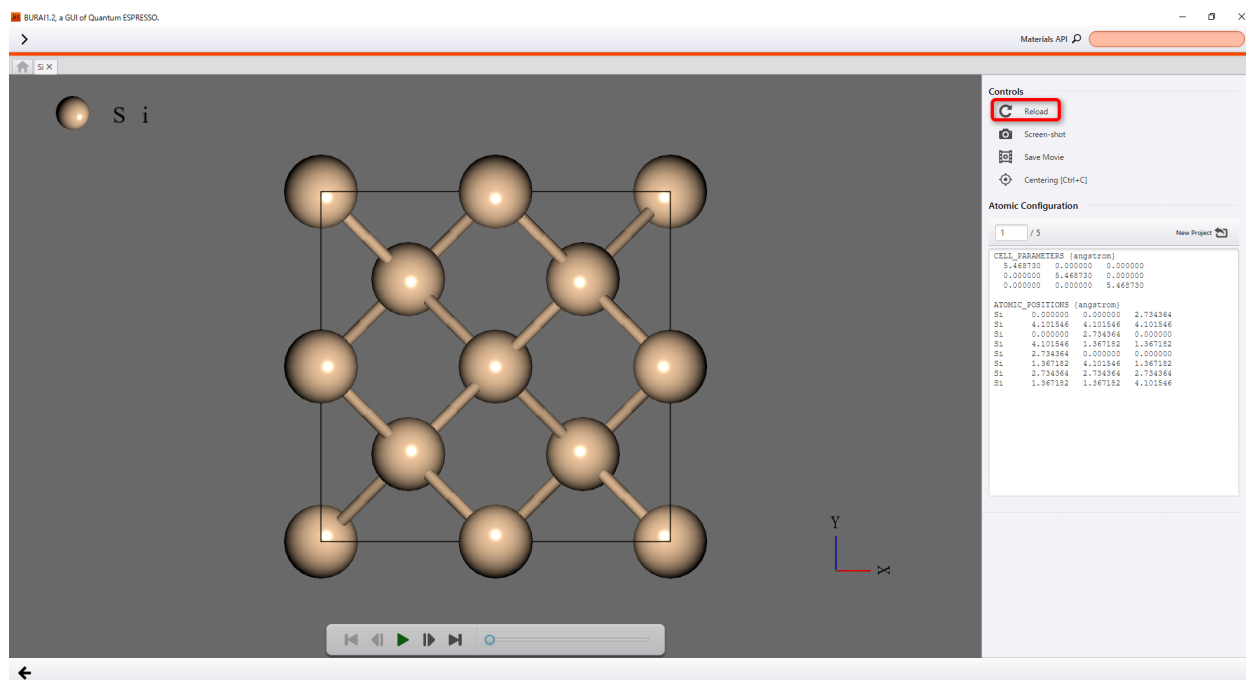 BURAI1.2, a GUI of Quantum ESPRESSO.
Materials API
Si
S i
Controls
Reload
Screen-shot
Save Movie
Centering [Ctrl+C]
Atomic Configuration
1 / 5 New Project
CELL_PARAMETERS {angstrom}
5.468730 0.000000 0.000000
0.000000 5.468730 0.000000
0.000000 0.000000 5.468730
ATOMIC_POSITIONS {angstrom}
Si 0.000000 0.000000 2.734364
Si 4.101546 4.101546 4.101546
Si 0.000000 2.734364 0.000000
Si 4.101546 1.367182 1.367182
Si 2.734364 0.000000 0.000000
Si 1.367182 4.101546 1.367182
Si 2.734364 2.734364 2.734364
Si 1.367182 1.367182 4.101546
Y
X